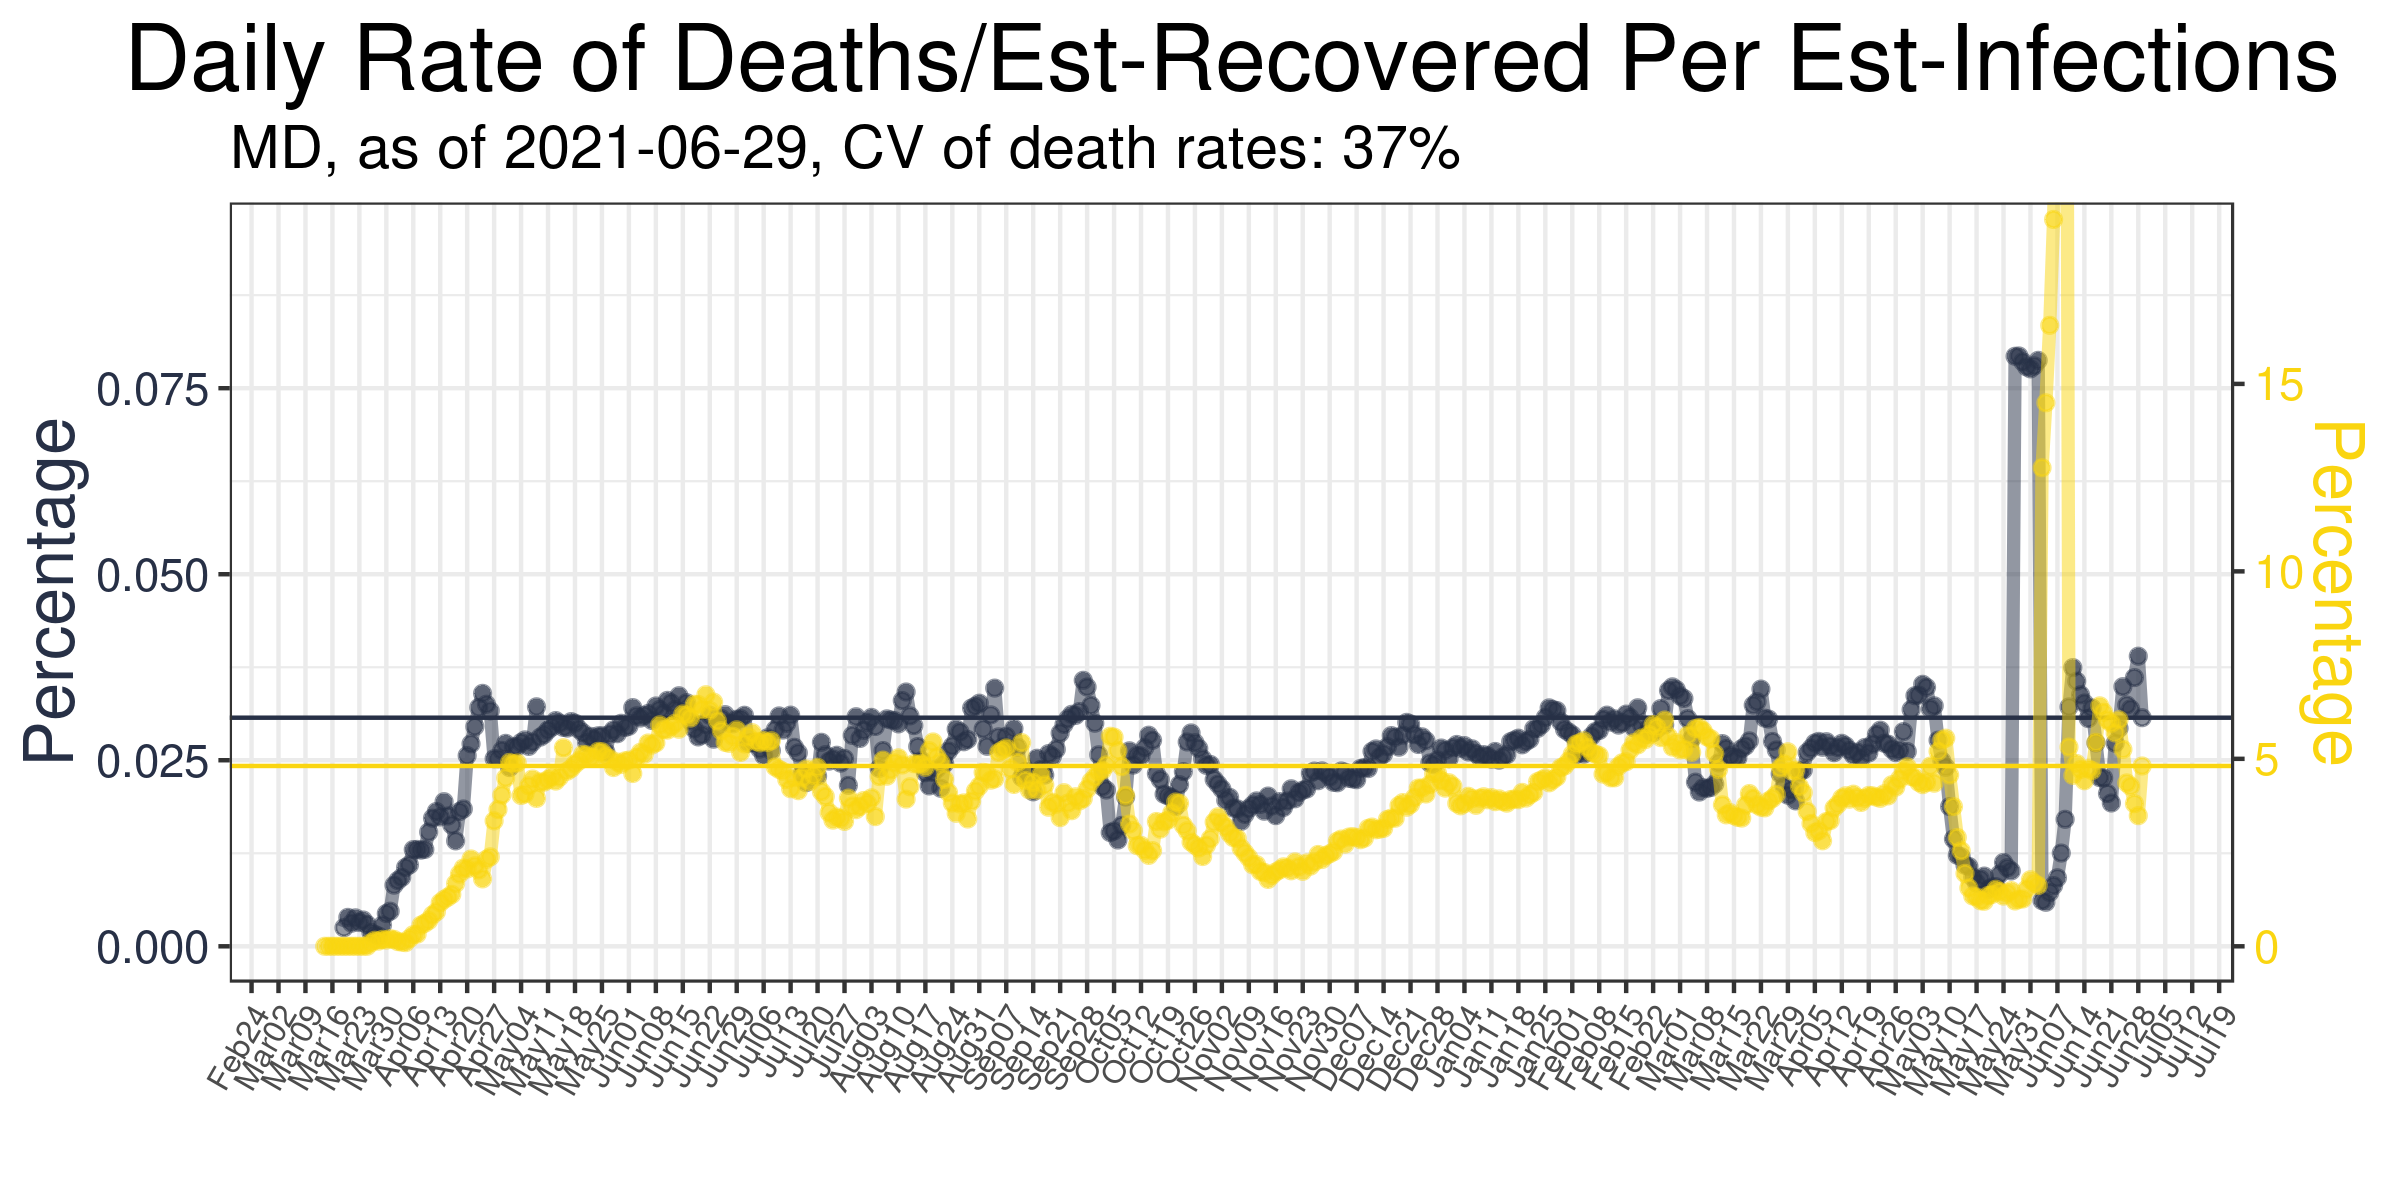 Daily Rate of Deaths/Est-Recovered Per Est-Infections
MD, as of 2021-06-29, CV of death rates: 37%
Percentage
0.075
0.050
0.025
0.000
15
10
5
0
Percentage
Feb24
Mar02
Mar09
Mar16
Mar23
Mar30
Apr06
Apr13
Apr20
Apr27
May04
May11
May18
May25
Jun01
Jun08
Jun15
Jun22
Jun29
Jul06
Jul13
Jul20
Jul27
Aug03
Aug10
Aug17
Aug24
Aug31
Sep07
Sep14
Sep21
Sep28
Oct05
Oct12
Oct19
Oct26
Nov02
Nov09
Nov16
Nov23
Nov30
Dec07
Dec14
Dec21
Dec28
Jan04
Jan11
Jan18
Jan25
Feb01
Feb08
Feb15
Feb22
Mar01
Mar08
Mar15
Mar22
Mar29
Apr05
Apr12
Apr19
Apr26
May03
May10
May17
May24
May31
Jun07
Jun14
Jun21
Jun28
Jul05
Jul12
Jul19